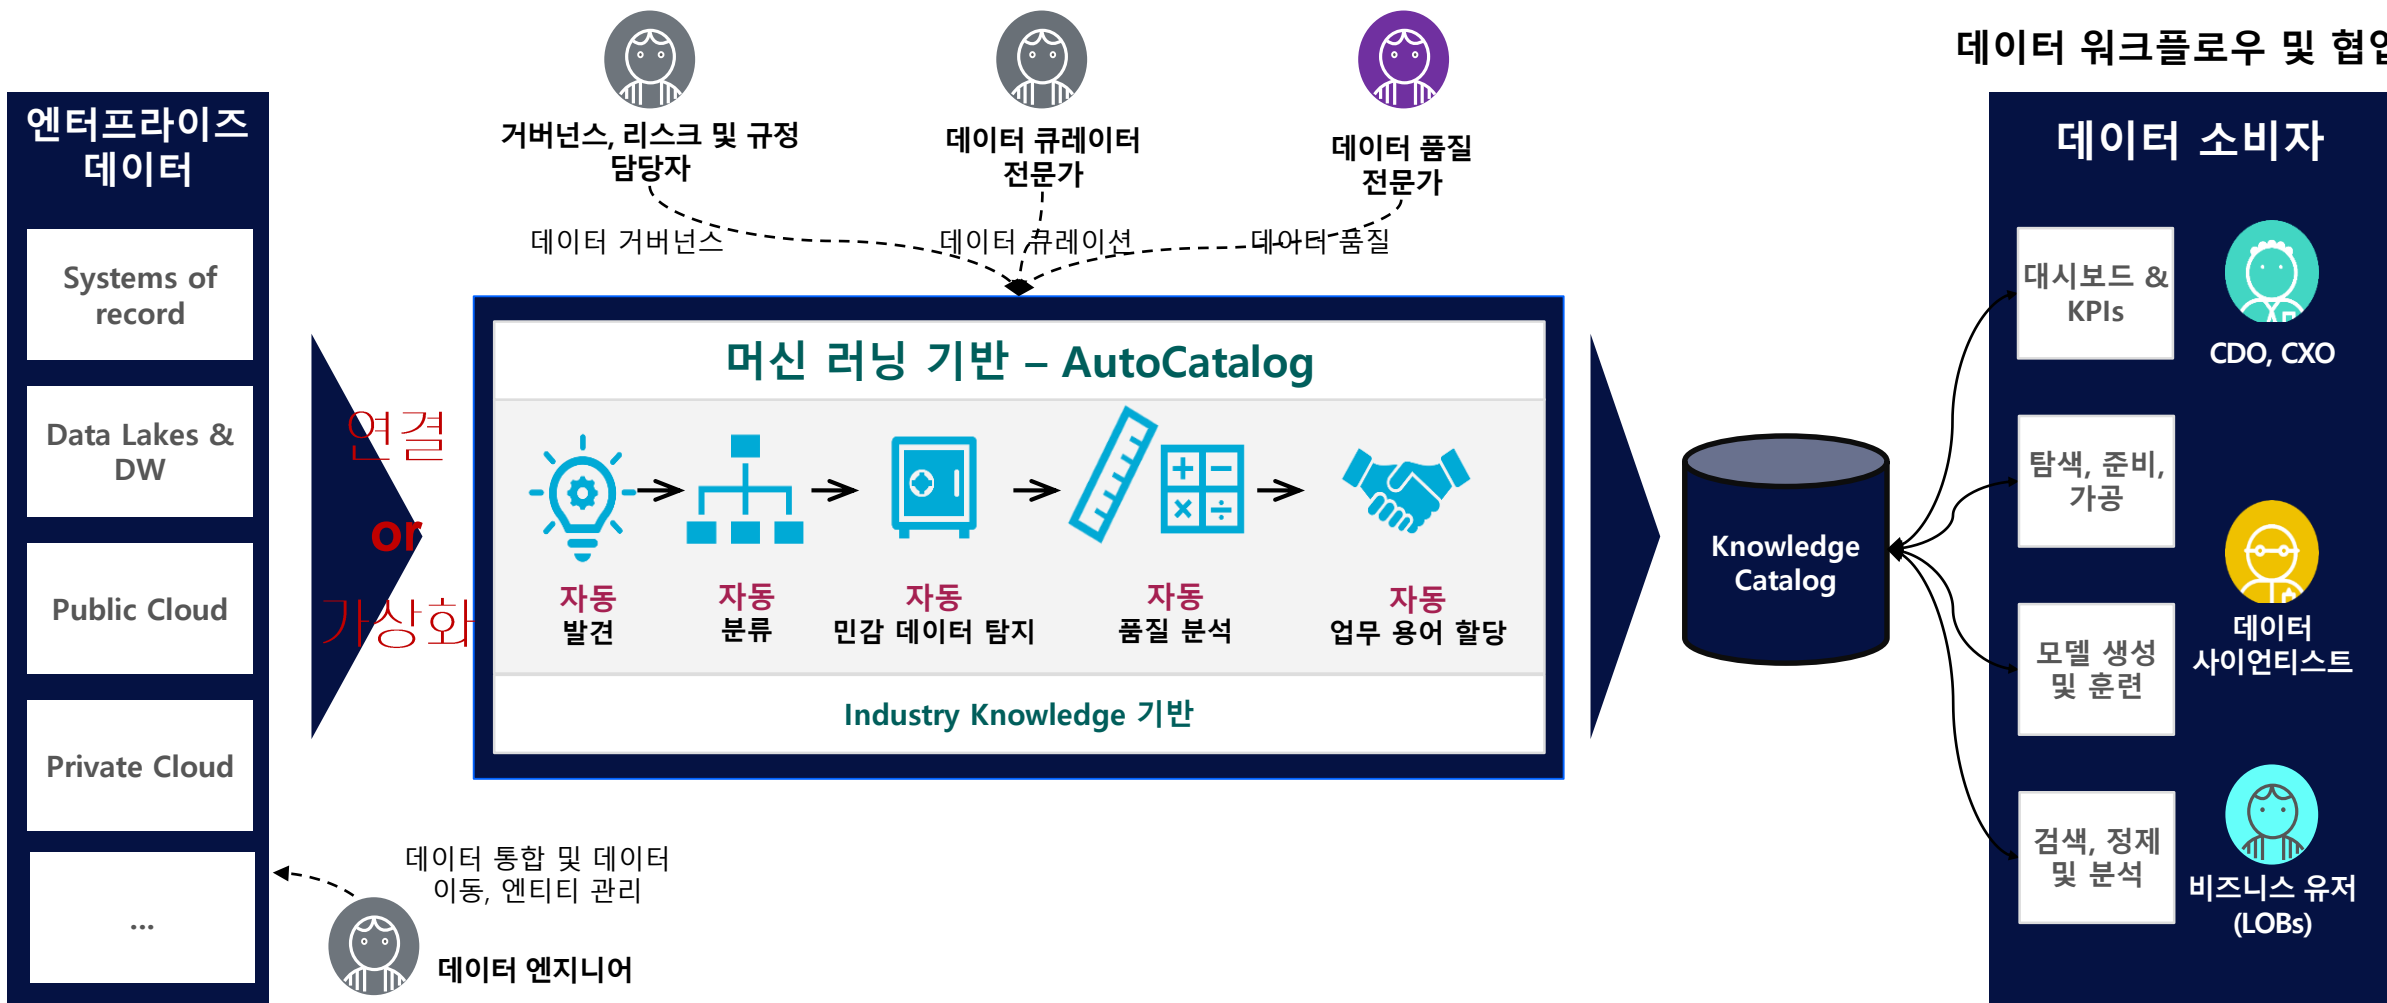 데이터 워크플로우 및
엔터프라이즈
데이터
Systems of
record
Data Lakes &
DW
Public Cloud
Private Cloud
...
연결
or
가상화
데이터 통합 및 데이터
이동, 엔티티 관리
데이터 엔지니어
거버넌스, 리스크 및 규정
담당자
데이터 큐레이터
전문가
데이터 품질
전문가
데이터 거버넌스
데이터 큐레이션
데이터 품질
머신 러닝 기반 – AutoCatalog
자동
발견
자동
분류
자동
민감 데이터 탐지
자동
품질 분석
자동
업무 용어 할당
Industry Knowledge 기반
Knowledge
Catalog
데이터 소비자
대시보드 &
KPIs
CDO, CXO
탐색, 준비,
가공
데이터
사이언티스트
모델 생성
및 훈련
검색, 정제
및 분석
비즈니스 유저
(LOBs)